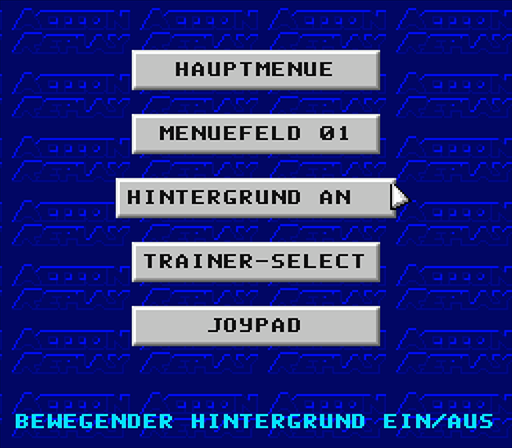 HAUPTMENUE
MENUEFELD 01
HINTERGRUND AN
TRAINER-SELECT
JOYPAD
BEWEGENDER HINTERGRUND EIN/AUS